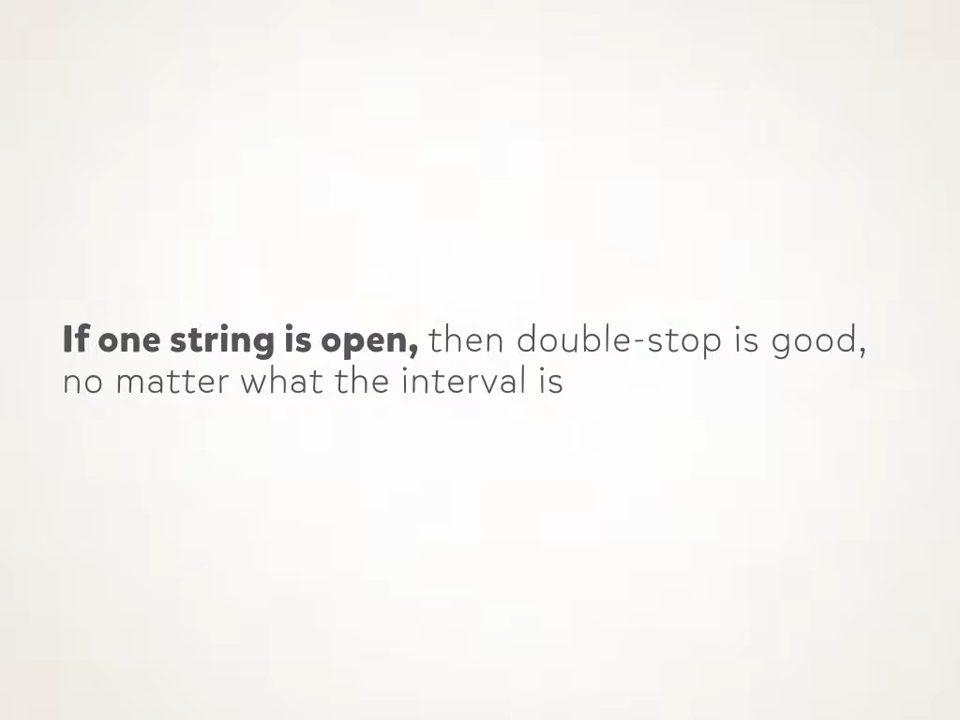 If one string is open, then double-stop is good,
no matter what the interval is